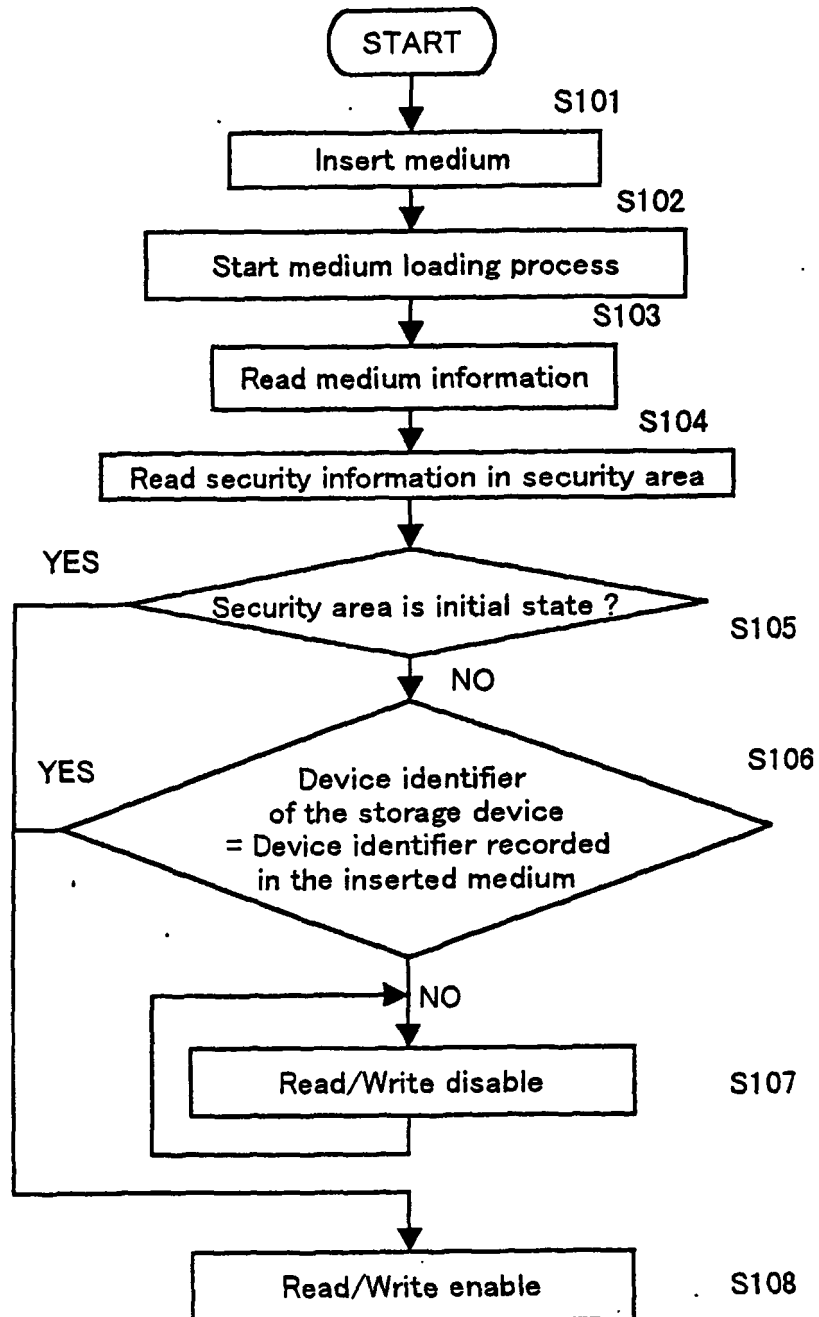 START
S101
Insert medium
S102
Start medium loading process
S103
Read medium information
S104
Read security information in security area
YES
Security area is initial state ?
S105
NO
YES
S106
Device identifier
of the storage device
= Device identifier recorded
in the inserted medium
NO
Read/Write disable
S107
Read/Write enable
S108